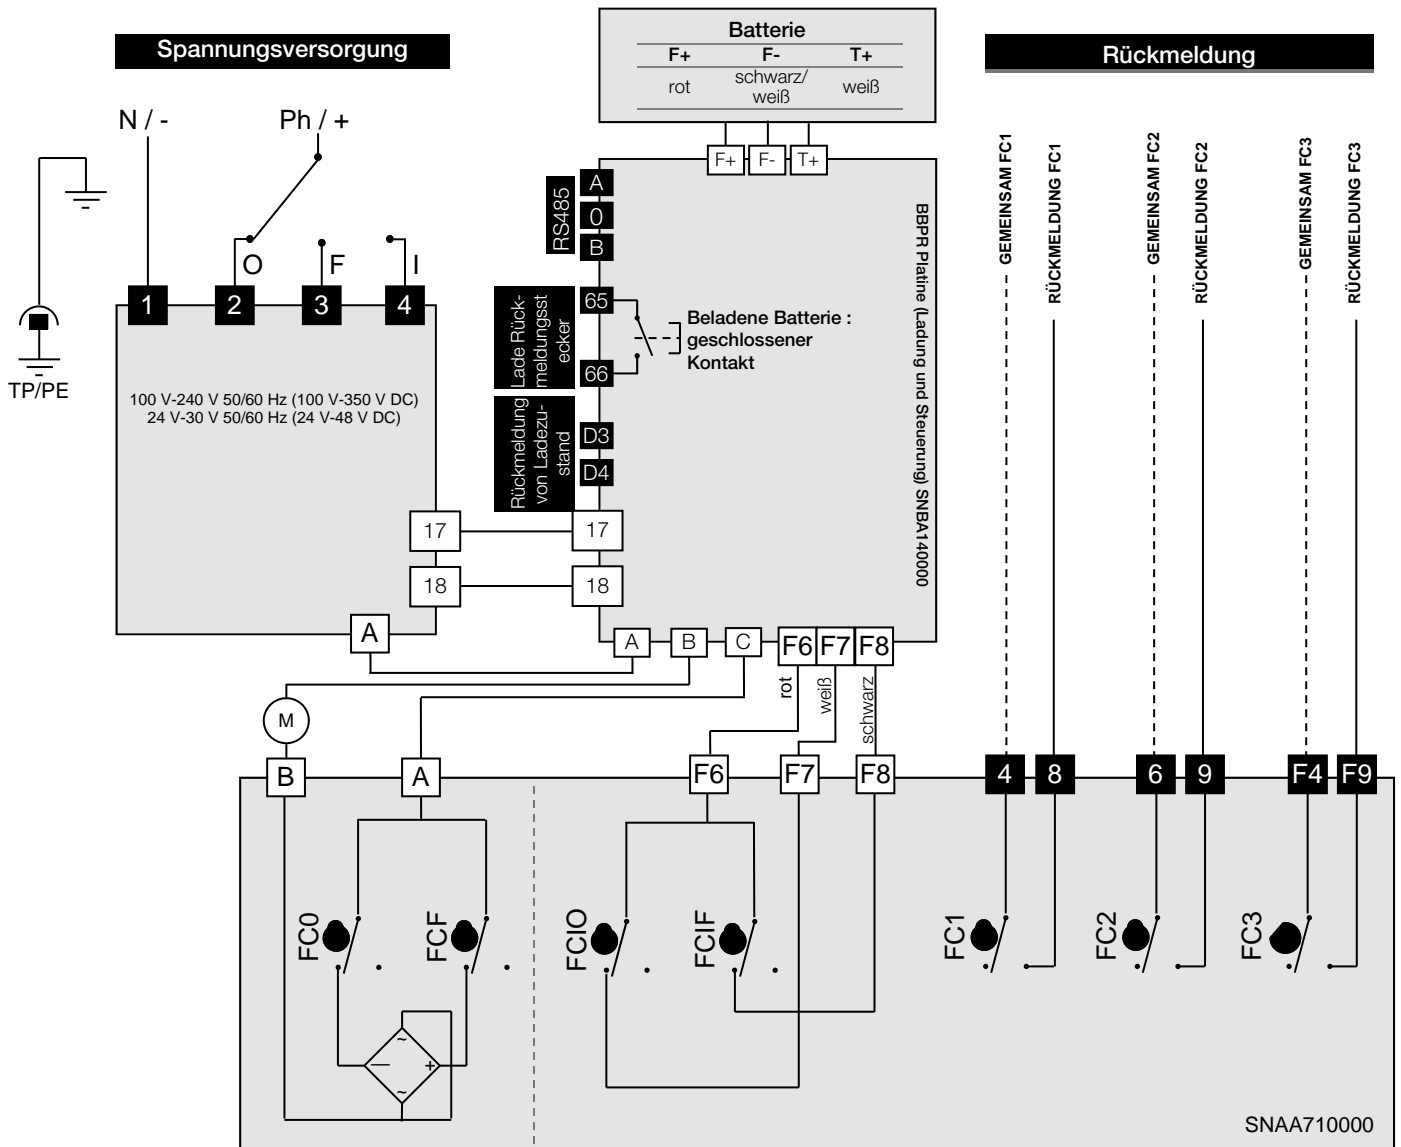 Spannungsversorgung
Batterie
F+ F- T+
rot schwarz/ weiß
weiß
Rückmeldung
N / -
Ph / +
O F I
1 2 3 4
TP/PE
100 V-240 V 50/60 Hz (100 V-350 V DC)
24 V-30 V 50/60 Hz (24 V-48 V DC)
17
18
A
F+ F- T+
RS485
A
0
B
Lade Rück-
meldungsst
ecker
65
66
Beladene Batterie :
geschlossener
Kontakt
Rückmeldung
von Ladezu-
stand
D3
D4
17
18
BBPR Platine (Ladung und Steuerung) SNBA140000
A B C F6 F7 F8
rot
weiß
schwarz
GEMEINSAM FC1
RÜCKMELDUNG FC1
GEMEINSAM FC2
RÜCKMELDUNG FC2
GEMEINSAM FC3
RÜCKMELDUNG FC3
M
B A F6 F7 F8 4 8 6 9 F4 F9
FC0
FCF
FCIO
FCIF
FC1
FC2
FC3
~
— +
~
SNAA710000